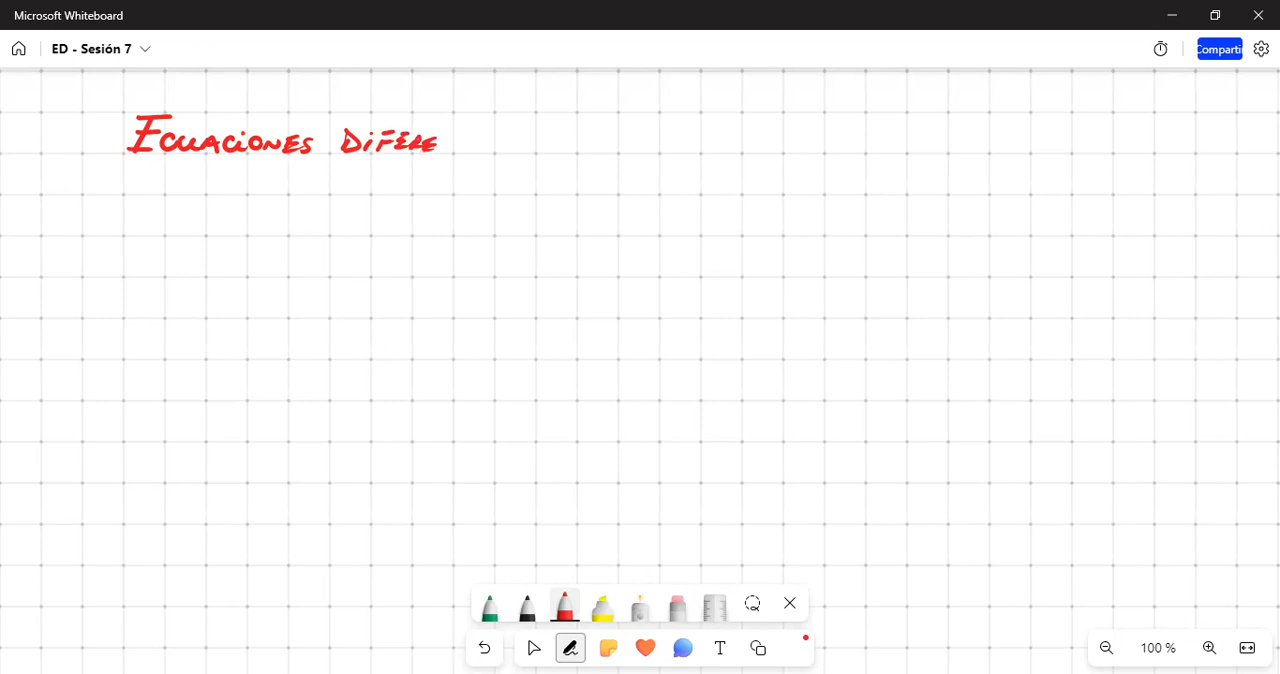 Microsoft Whiteboard
ED - Sesión 7
Comparti
Ecuaciones Difere
100 %